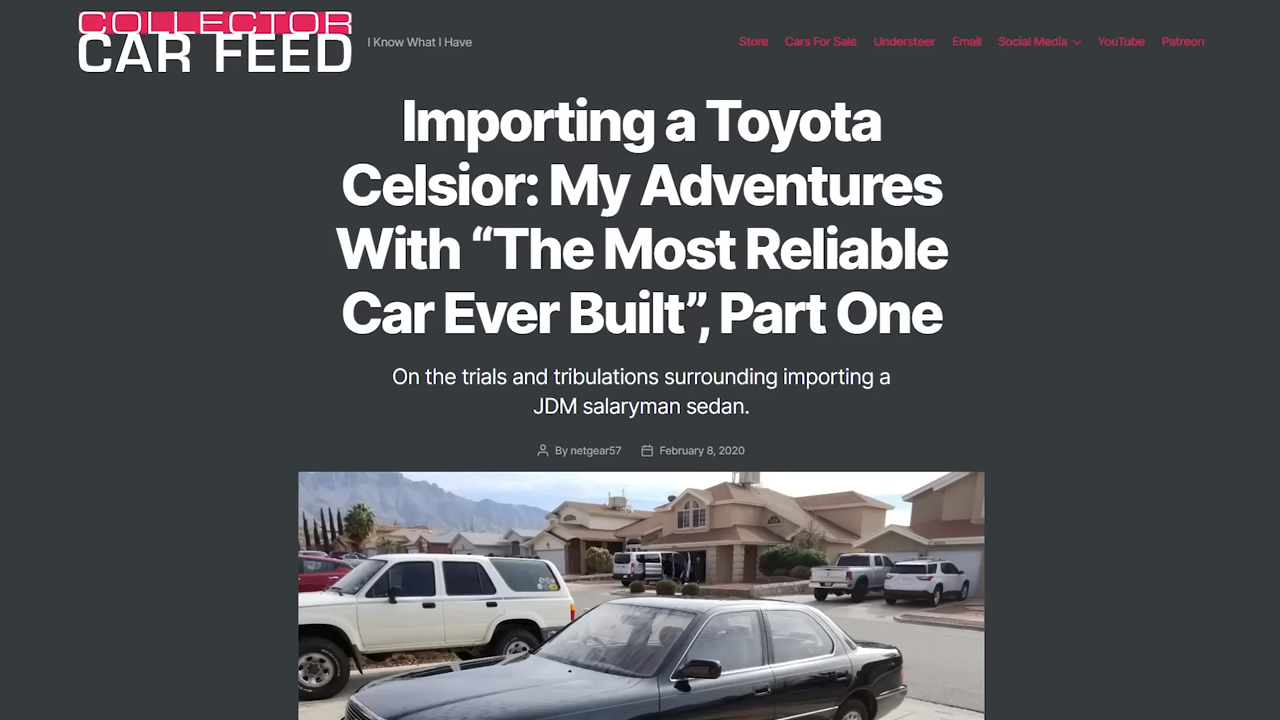 COLLECTOR
CAR FEED
I Know What I Have
Store Cars For Sale Understeer Email Social Media YouTube Patreon
Importing a Toyota
Celsior: My Adventures
With “The Most Reliable
Car Ever Built”, Part One
On the trials and tribulations surrounding importing a
JDM salaryman sedan.
By netgear57 February 8, 2020